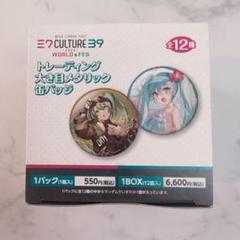 ミク CULTURE 39
WORLD & FES
全12種
トレーディング
大き目メタリック
缶バッジ
1パック(1個入) 550円(税込)
1BOX(12個入) 6,600円(税込)